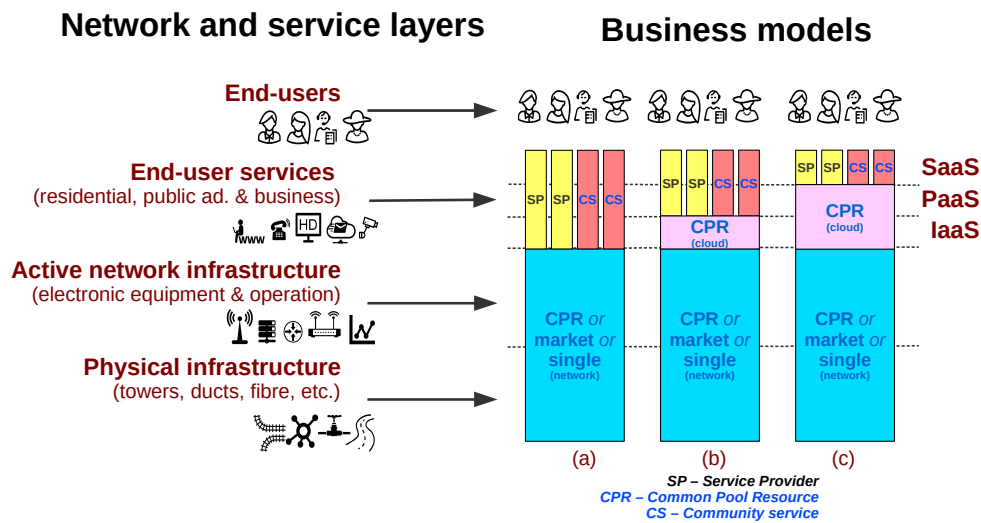 Network and service layers
Business models
End-users
End-user services
(residential, public ad. & business)
www
HD
Active network infrastructure
(electronic equipment & operation)
Physical infrastructure
(towers, ducts, fibre, etc.)
SP SP CS CS
CPR or
market or
single
(network)
(a)
SP SP CS CS
CPR
(cloud)
CPR or
market or
single
(network)
(b)
SP SP CS CS
CPR
(cloud)
CPR or
market or
single
(network)
(c)
SaaS
PaaS
IaaS
SP – Service Provider
CPR – Common Pool Resource
CS – Community service